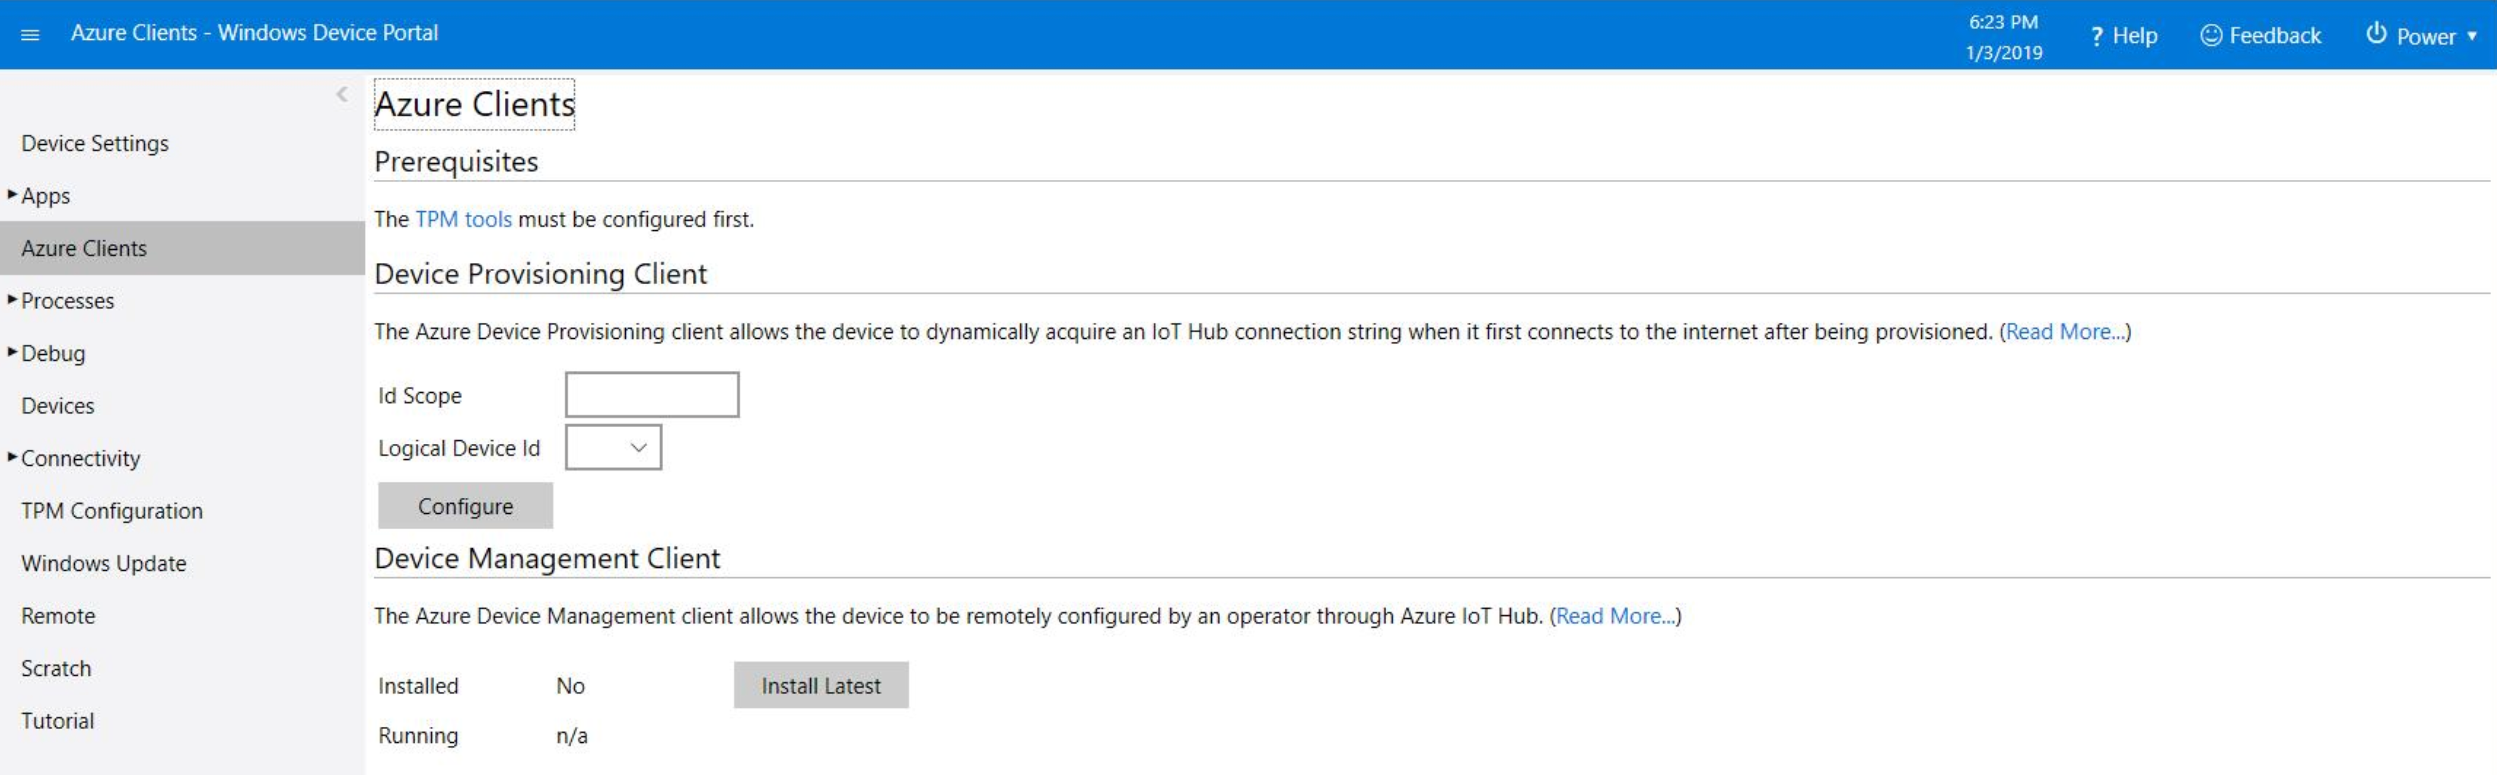 Azure Clients - Windows Device Portal
6:23 PM
1/3/2019
? Help
Feedback
Power
Device Settings
Apps
Azure Clients
Processes
Debug
Devices
Connectivity
TPM Configuration
Windows Update
Remote
Scratch
Tutorial
Azure Clients
Prerequisites
The TPM tools must be configured first.
Device Provisioning Client
The Azure Device Provisioning client allows the device to dynamically acquire an IoT Hub connection string when it first connects to the internet after being provisioned. (Read More...)
Id Scope
Logical Device Id
Configure
Device Management Client
The Azure Device Management client allows the device to be remotely configured by an operator through Azure IoT Hub. (Read More...)
Installed No Install Latest
Running n/a